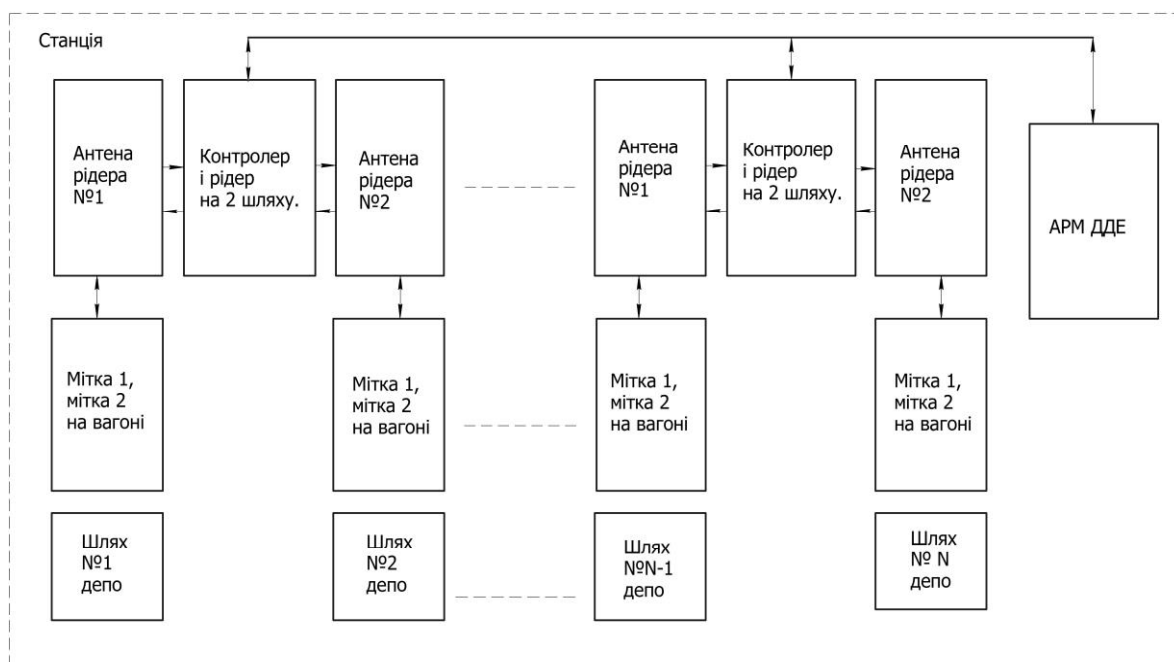 Станція
Антена
рідера
№1
Контролер
і рідер
на 2 шляху.
Антена
рідера
№2
Антена
рідера
№1
Контролер
і рідер
на 2 шляху.
Антена
рідера
№2
АРМ ДДЕ
Мітка 1,
мітка 2
на вагоні
Мітка 1,
мітка 2
на вагоні
Мітка 1,
мітка 2
на вагоні
Мітка 1,
мітка 2
на вагоні
Шлях
№1
депо
Шлях
№2
депо
Шлях
№N-1
депо
Шлях
№ N
депо